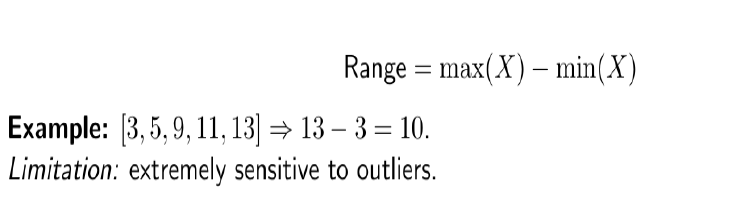 Range = max(X) − min(X)
Example: [3, 5, 9, 11, 13] ⇒ 13 − 3 = 10.
Limitation: extremely sensitive to outliers.